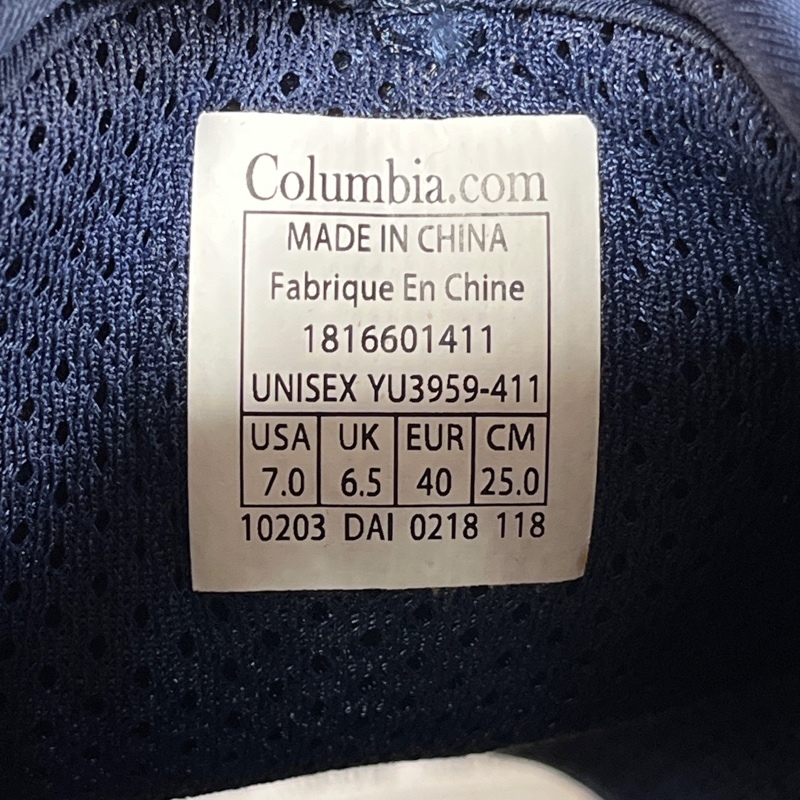 Columbia.com
MADE IN CHINA
Fabrique En Chine
1816601411
UNISEX YU3959-411
USA UK EUR CM
7.0 6.5 40 25.0
10203 DAI 0218 118